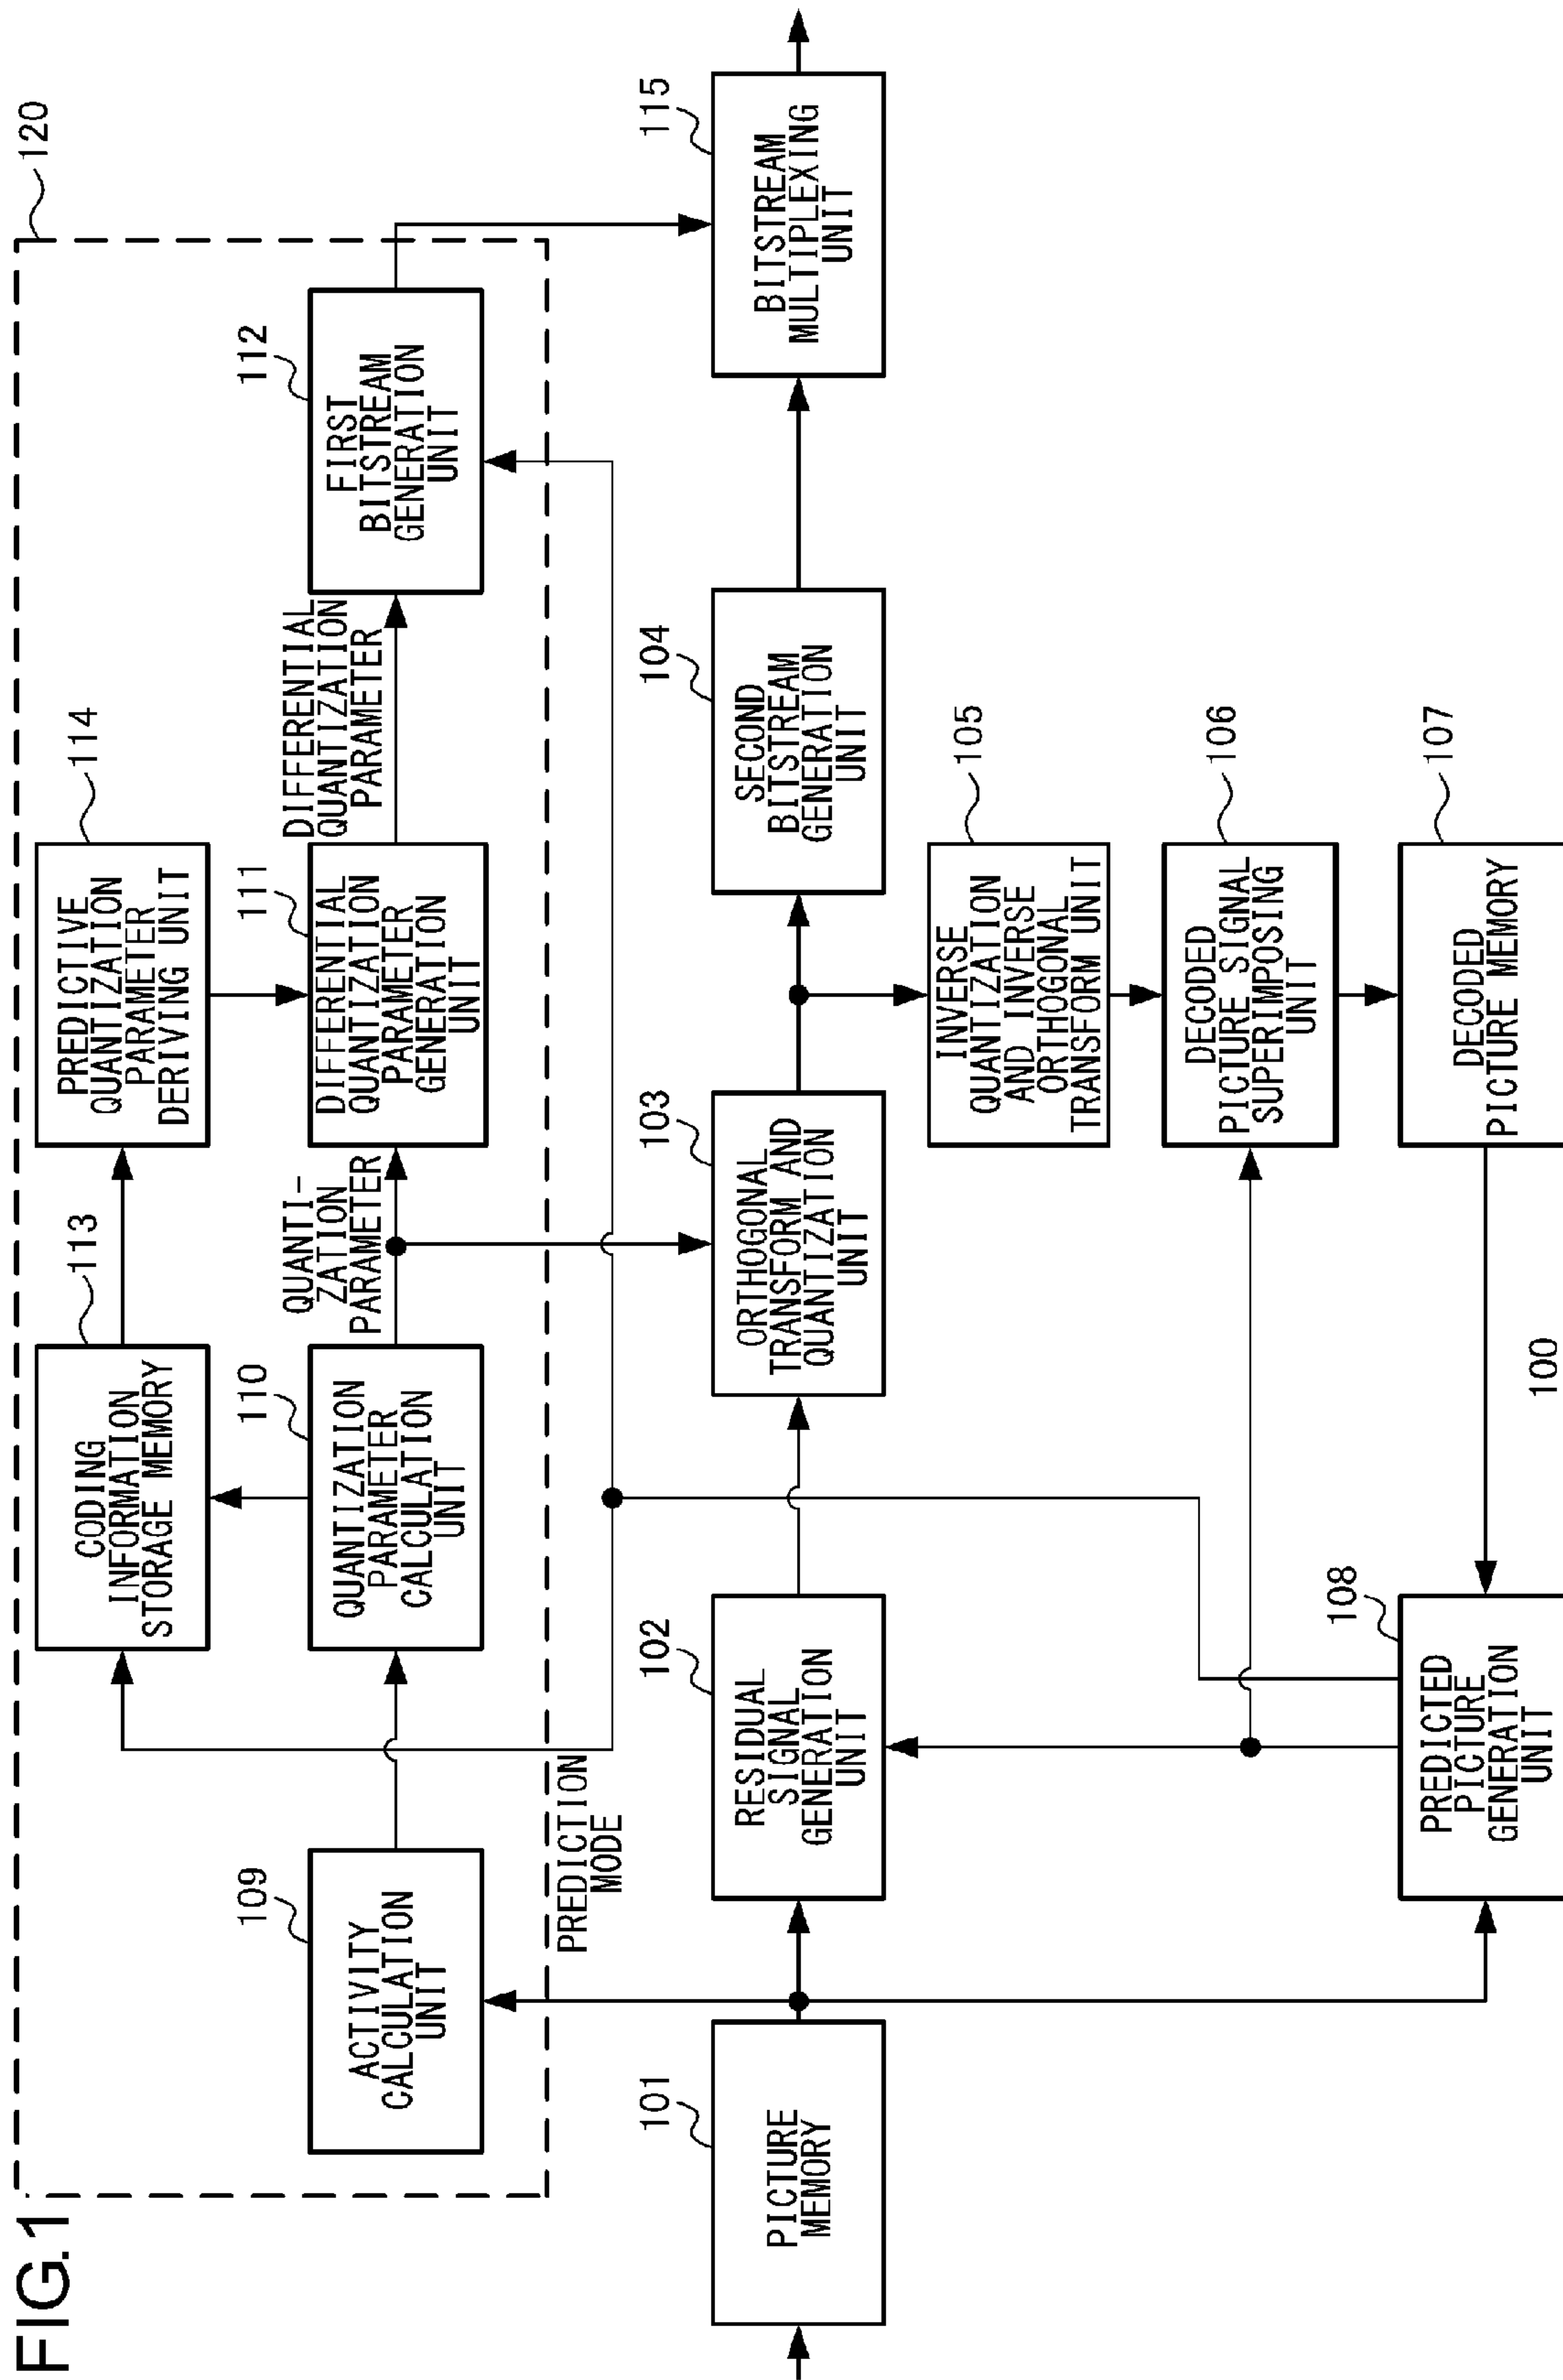 FIG.1
120
113
CODING
INFORMATION
STORAGE MEMORY
114
PREDICTIVE
QUANTIZATION
PARAMETER
DERIVING UNIT
109
ACTIVITY
CALCULATION
UNIT
110
QUANTIZATION
PARAMETER
CALCULATION
UNIT
QUANTI-
ZATION
PARAMETER
111
DIFFERENTIAL
QUANTIZATION
PARAMETER
GENERATION
UNIT
DIFFERENTIAL
QUANTIZATION
PARAMETER
112
FIRST
BITSTREAM
GENERATION
UNIT
PREDICTION
MODE
101
PICTURE
MEMORY
102
RESIDUAL
SIGNAL
GENERATION
UNIT
103
ORTHOGONAL
TRANSFORM AND
QUANTIZATION
UNIT
104
SECOND
BITSTREAM
GENERATION
UNIT
115
BITSTREAM
MULTIPLEXING
UNIT
105
INVERSE
QUANTIZATION
AND INVERSE
ORTHOGONAL
TRANSFORM UNIT
106
DECODED
PICTURE SIGNAL
SUPERIMPOSING
UNIT
108
PREDICTED
PICTURE
GENERATION
UNIT
107
DECODED
PICTURE MEMORY
100